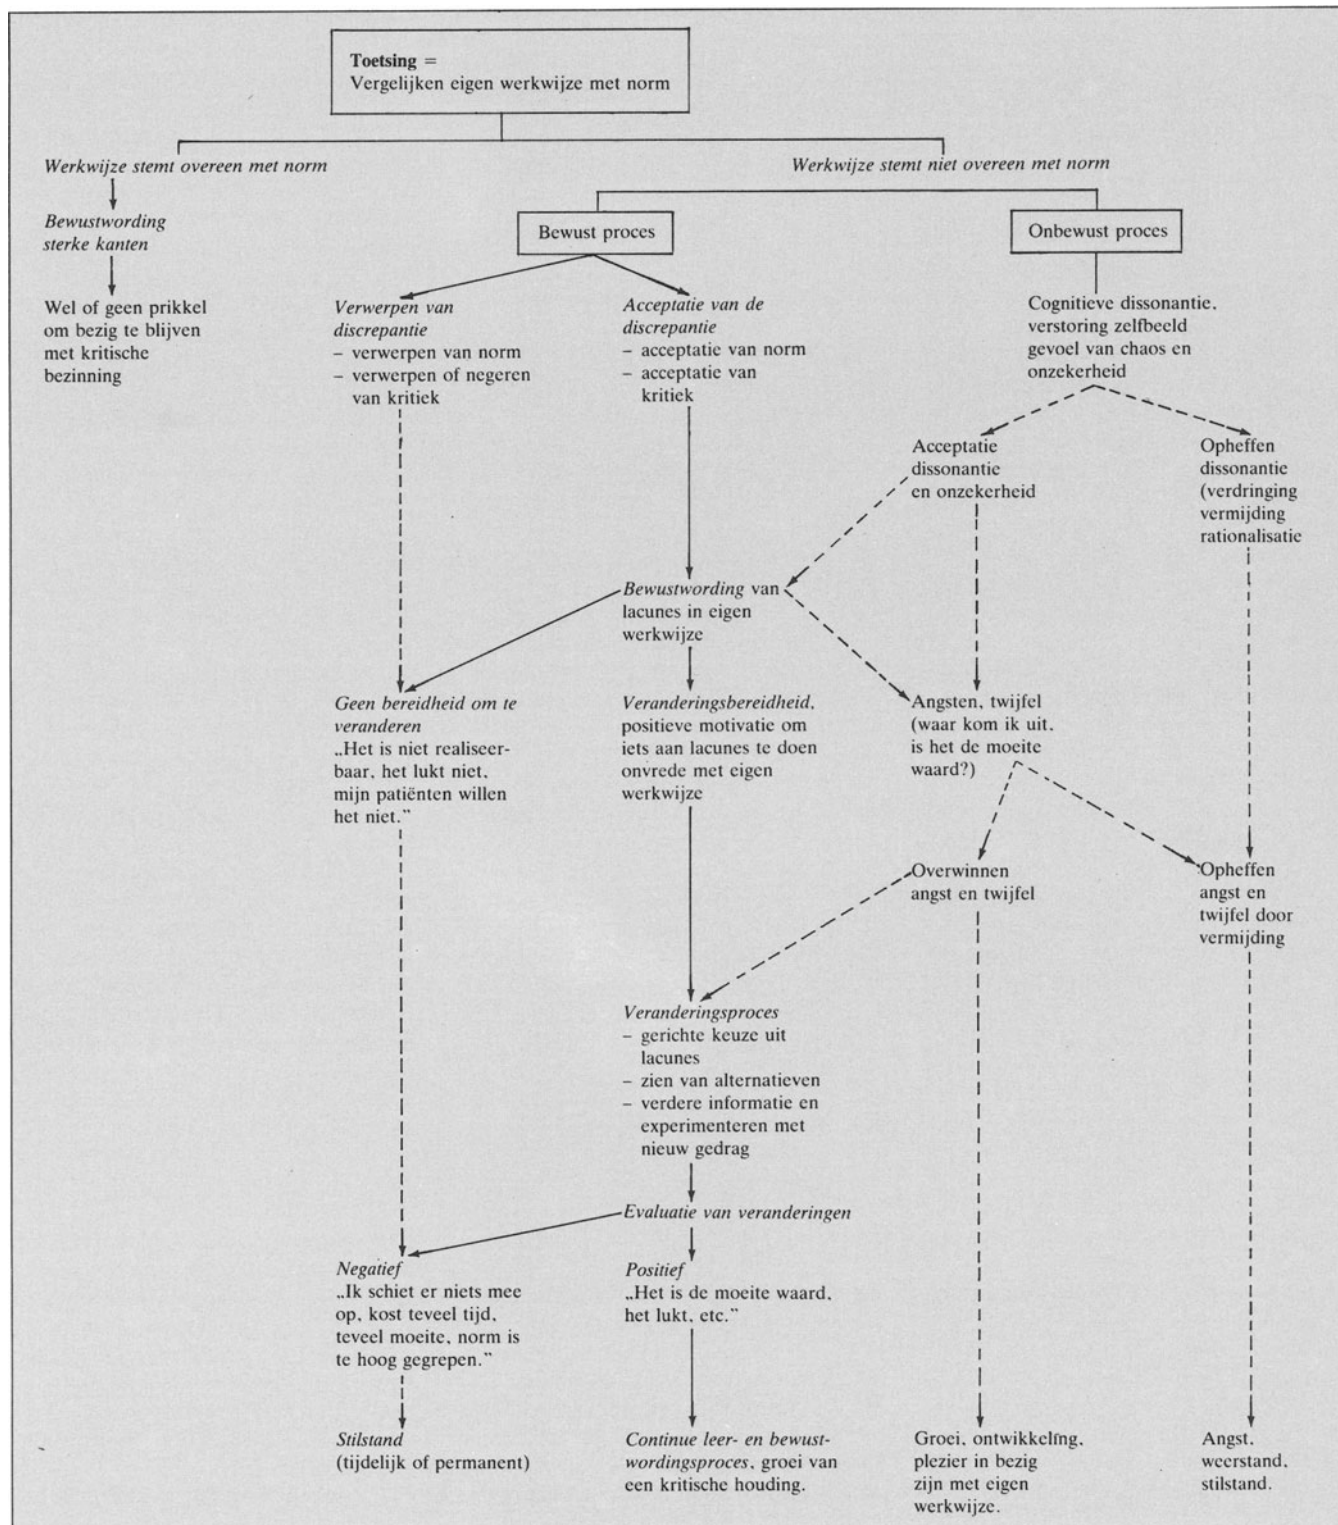 Toetsing =
Vergelijken eigen werkwijze met norm
Werkwijze stemt overeen met norm
Werkwijze stemt niet overeen met norm
Bewustwording
sterke kanten
Bewust proces
Onbewust proces
Wel of geen prikkel
om bezig te blijven
met kritische
bezinning
Verwerpen van
discrepantie
– verwerpen van norm
– verwerpen of negeren
van kritiek
Acceptatie van de
discrepantie
– acceptatie van norm
– acceptatie van
kritiek
Cognitieve dissonantie,
verstoring zelfbeeld
gevoel van chaos en
onzekerheid
Acceptatie
dissonantie
en onzekerheid
Opheffen
dissonantie
(verdringing
vermijding
rationalisatie
Bewustwording van
lacunes in eigen
werkwijze
Geen bereidheid om te
veranderen
„Het is niet realiseer-
baar, het lukt niet,
mijn patiënten willen
het niet.”
Veranderingsbereidheid,
positieve motivatie om
iets aan lacunes te doen
onvrede met eigen
werkwijze
Angsten, twijfel
(waar kom ik uit,
is het de moeite
waard?)
Overwinnen
angst en twijfel
Opheffen
angst en
twijfel door
vermijding
Veranderingsproces
– gerichte keuze uit
lacunes
– zien van alternatieven
– verdere informatie en
experimenteren met
nieuw gedrag
Evaluatie van veranderingen
Negatief
„Ik schiet er niets mee
op, kost teveel tijd,
teveel moeite, norm is
te hoog gegrepen.”
Positief
„Het is de moeite waard,
het lukt, etc.”
Stilstand
(tijdelijk of permanent)
Continue leer- en bewust-
wordingsproces, groei van
een kritische houding.
Groei, ontwikkeling,
plezier in bezig
zijn met eigen
werkwijze.
Angst,
weerstand,
stilstand.